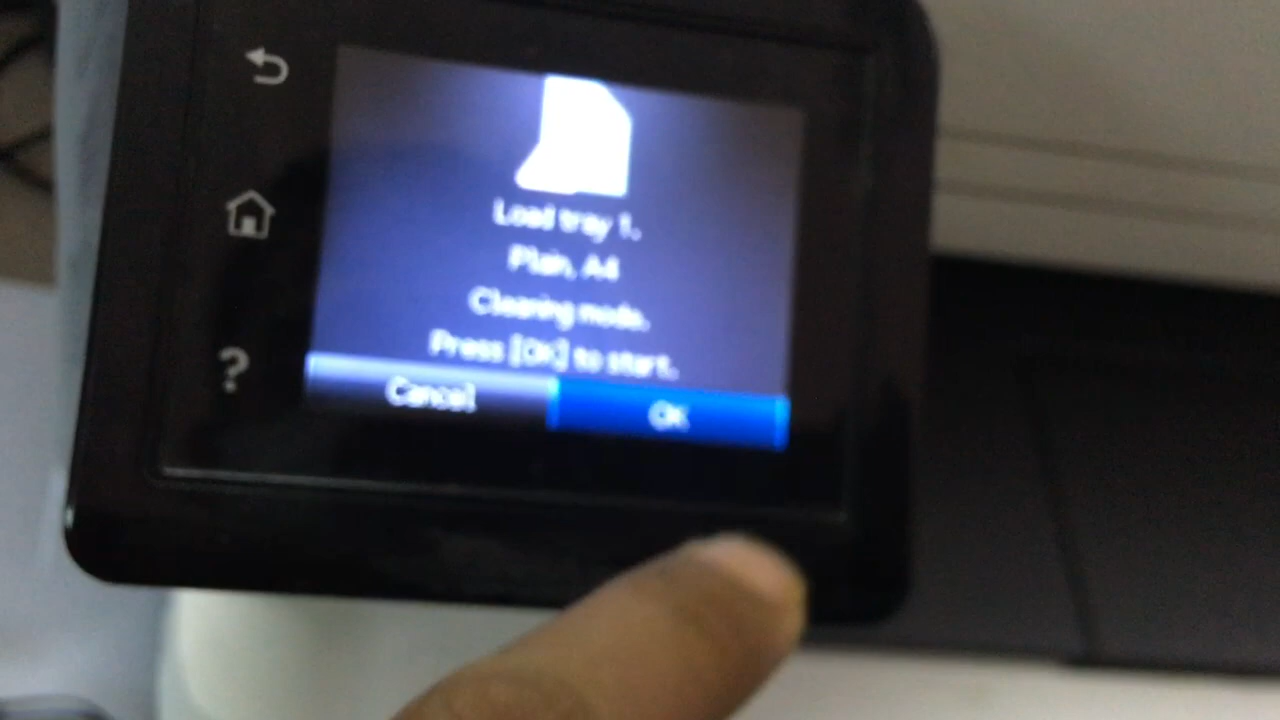 Load tray 1.
Plain, A4
Cleaning mode.
Press [OK] to start.
Cancel
OK
?